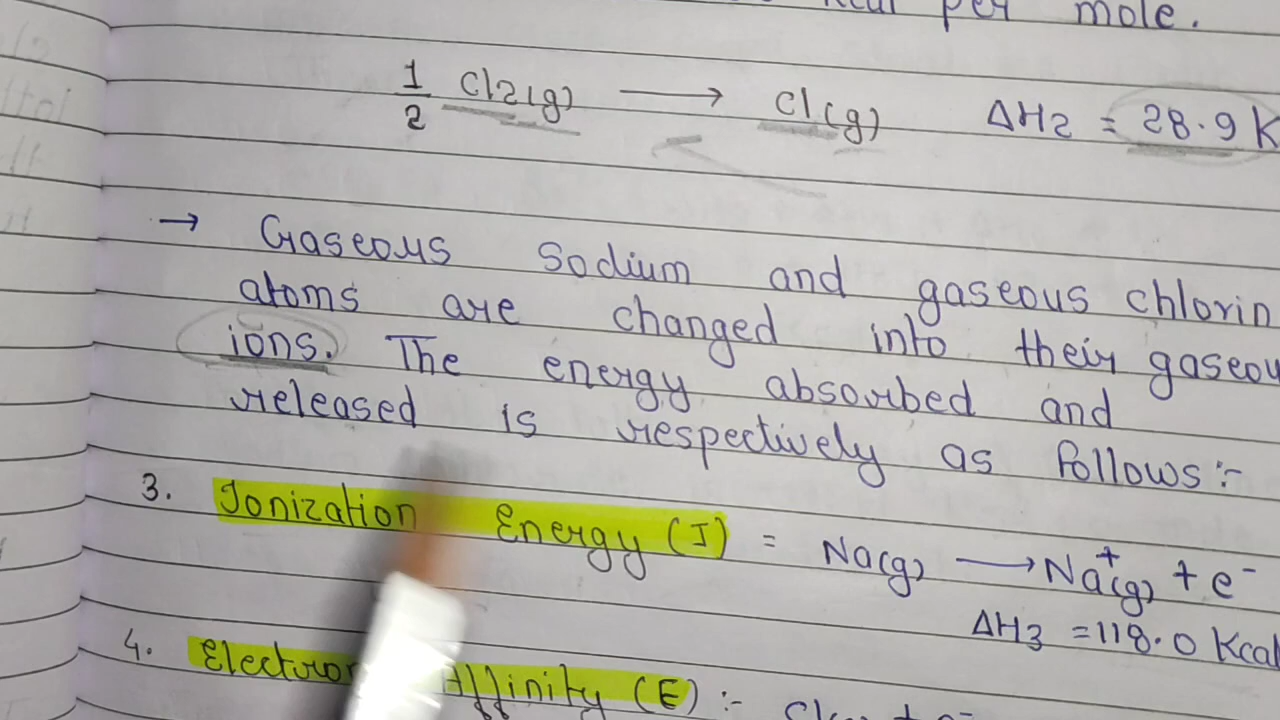 per mole.
1/2 Cl2(g) ⟶ Cl(g) ΔH2 = 28.9 K
→ Gaseous Sodium and gaseous chlorin
atoms are changed into their gaseou
ions. The energy absorbed and
released is respectively as follows:-
3. Ionization Energy (I) = Na(g) ⟶ Na+(g) + e-
ΔH3 = 118.0 Kcal
4. Electron Affinity (E) :-